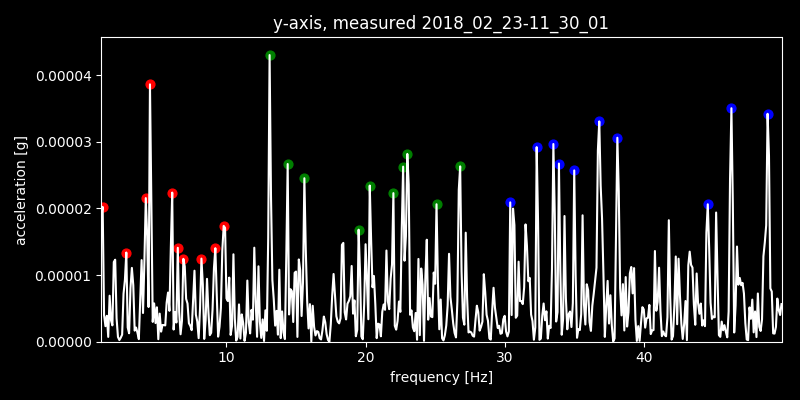 y-axis, measured 2018_02_23-11_30_01
0.00004
0.00003
0.00002
0.00001
0.00000
acceleration [g]
10 20 30 40
frequency [Hz]